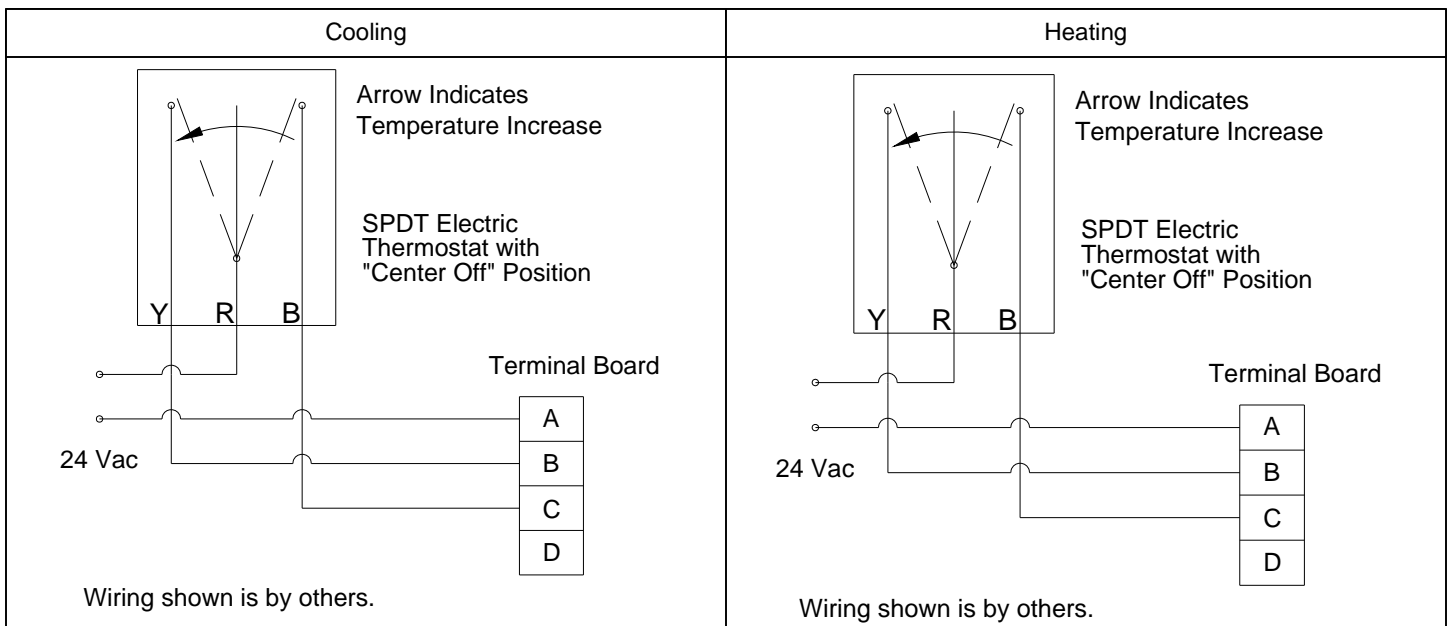 Cooling
Heating
Arrow Indicates
Temperature Increase
SPDT Electric
Thermostat with
"Center Off" Position
Y R B
Terminal Board
A
B
C
D
24 Vac
Wiring shown is by others.
Arrow Indicates
Temperature Increase
SPDT Electric
Thermostat with
"Center Off" Position
Y R B
Terminal Board
A
B
C
D
24 Vac
Wiring shown is by others.